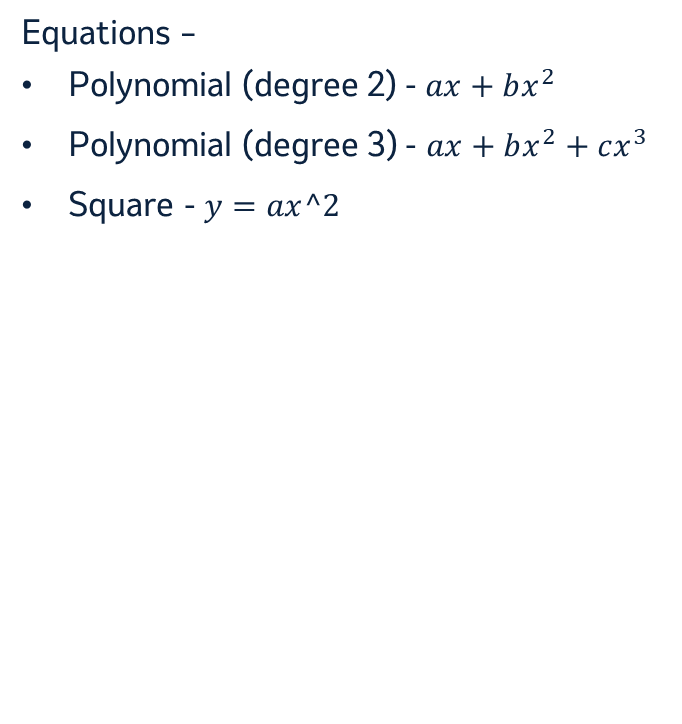 Equations –
• Polynomial (degree 2) - 𝑎𝑥 + 𝑏𝑥²
• Polynomial (degree 3) - 𝑎𝑥 + 𝑏𝑥² + 𝑐𝑥³
• Square - 𝑦 = 𝑎𝑥^2